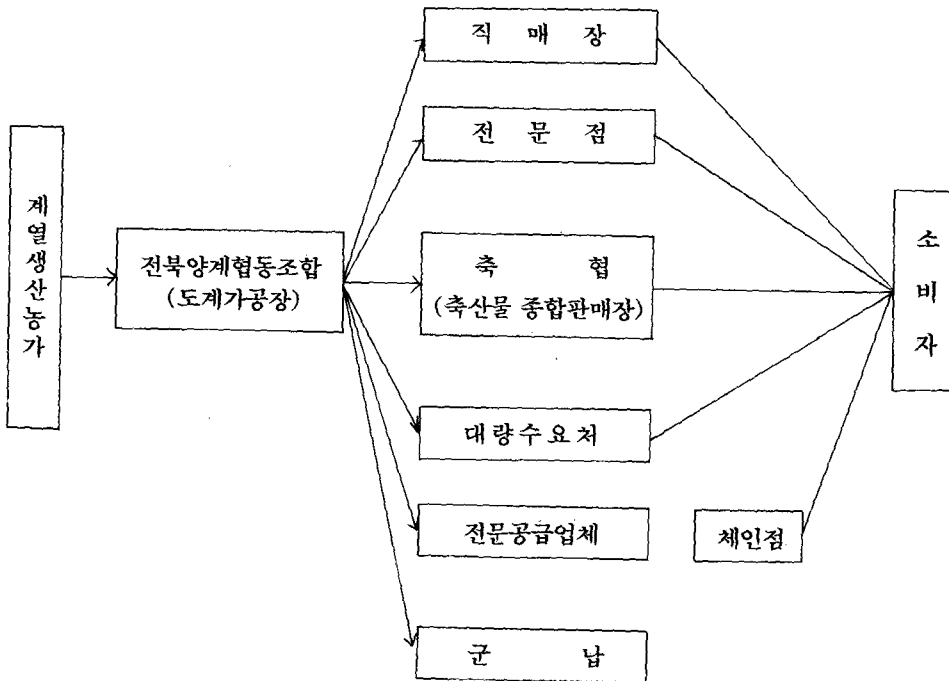 계열생산농가
전북양계협동조합
(도계가공장)
직 매 장
전 문 점
축 협
(축산물 종합판매장)
대량수요처
전문공급업체
군 납
체인점
소비자